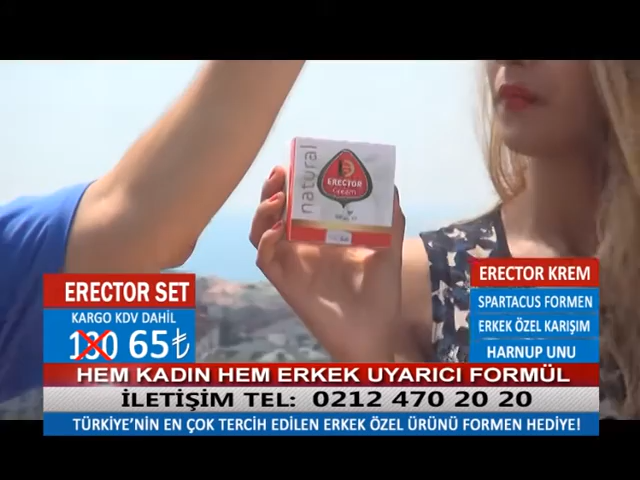 natural
ERECTOR
Cream
ERECTOR SET
KARGO KDV DAHİL
130 65₺
ERECTOR KREM
SPARTACUS FORMEN
ERKEK ÖZEL KARIŞIM
HARNUP UNU
HEM KADIN HEM ERKEK UYARICI FORMÜL
İLETİŞİM TEL: 0212 470 20 20
TÜRKİYE'NİN EN ÇOK TERCİH EDİLEN ERKEK ÖZEL ÜRÜNÜ FORMEN HEDİYE!